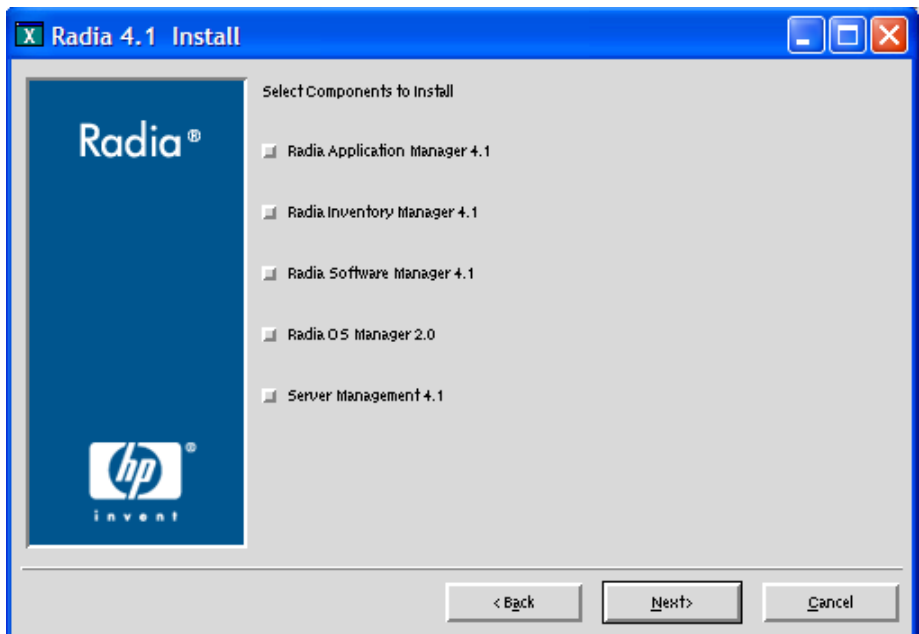 Radia 4.1 Install
Radia®
Select Components to Install
Radia Application Manager 4.1
Radia Inventory Manager 4.1
Radia Software Manager 4.1
Radia OS Manager 2.0
Server Management 4.1
hp®
invent
< Back
Next>
Cancel